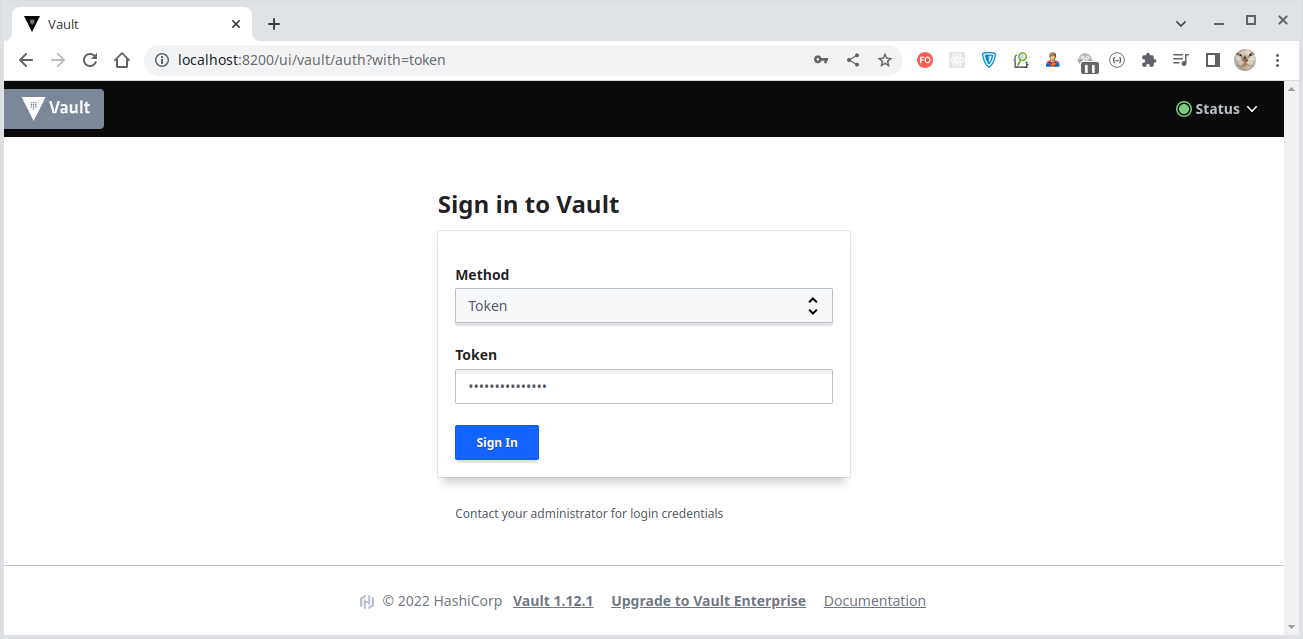 Vault
localhost:8200/ui/vault/auth?with=token
FO
Vault
Status
Sign in to Vault
Method
Token
Token
•••••••••••••••
Sign In
Contact your administrator for login credentials
© 2022 HashiCorp Vault 1.12.1 Upgrade to Vault Enterprise Documentation